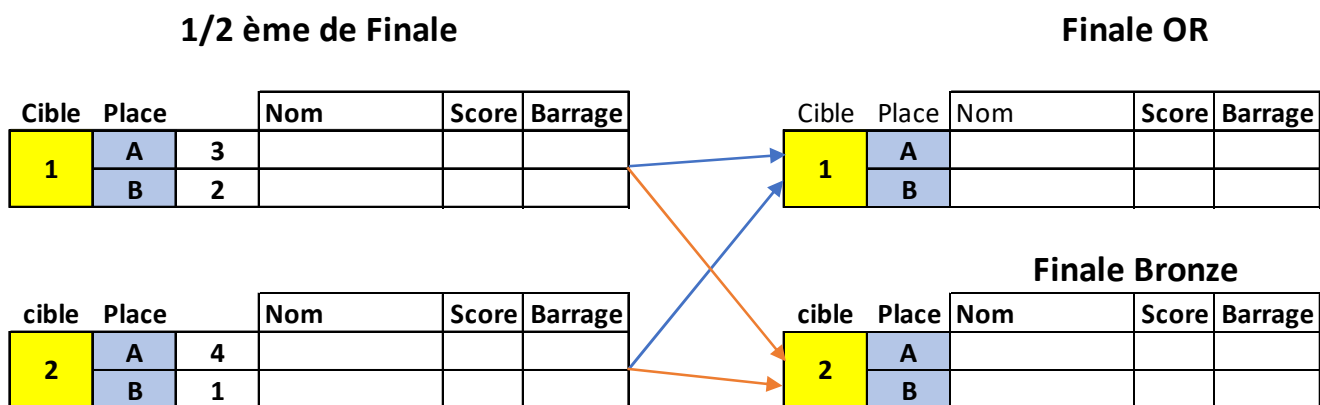 1/2 ème de Finale
Finale OR
Cible Place Nom Score Barrage
1 A 3
B 2
Cible Place Nom Score Barrage
1 A
B
Finale Bronze
cible Place Nom Score Barrage
2 A 4
B 1
cible Place Nom Score Barrage
2 A
B